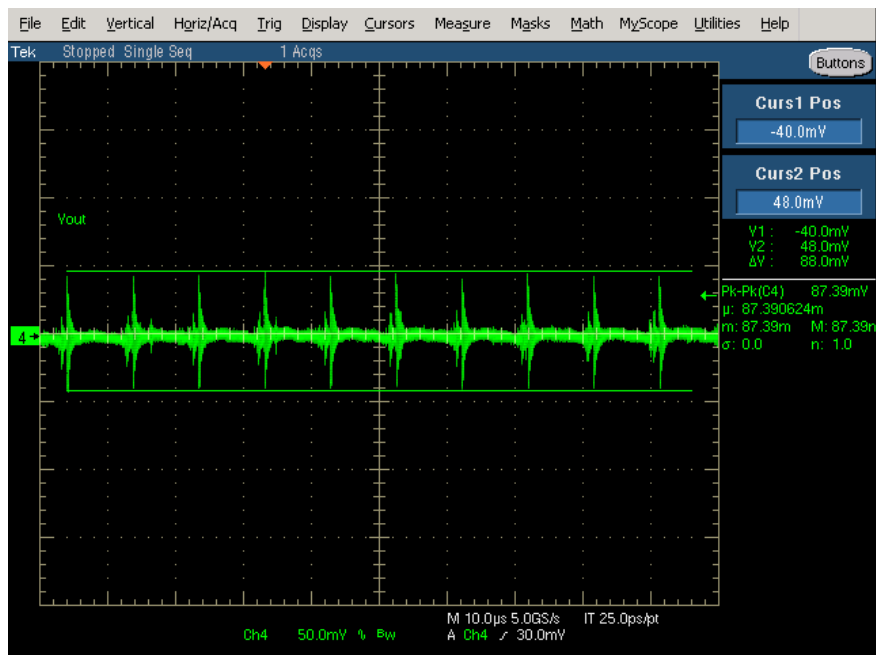 File Edit Vertical Horiz/Acq Trig Display Cursors Measure Masks Math MyScope Utilities Help
Tek Stopped Single Seq 1 Acqs
Buttons
Curs1 Pos
-40.0mV
Curs2 Pos
48.0mV
Vout
V1 : -40.0mV
V2 : 48.0mV
ΔV : 88.0mV
Pk-Pk(C4) 87.39mV
μ: 87.390624m
m: 87.39m M: 87.39m
σ: 0.0 n: 1.0
4
M 10.0μs 5.0GS/s IT 25.0ps/pt
Ch4 50.0mV ∿ Bw A Ch4 ∕ 30.0mV